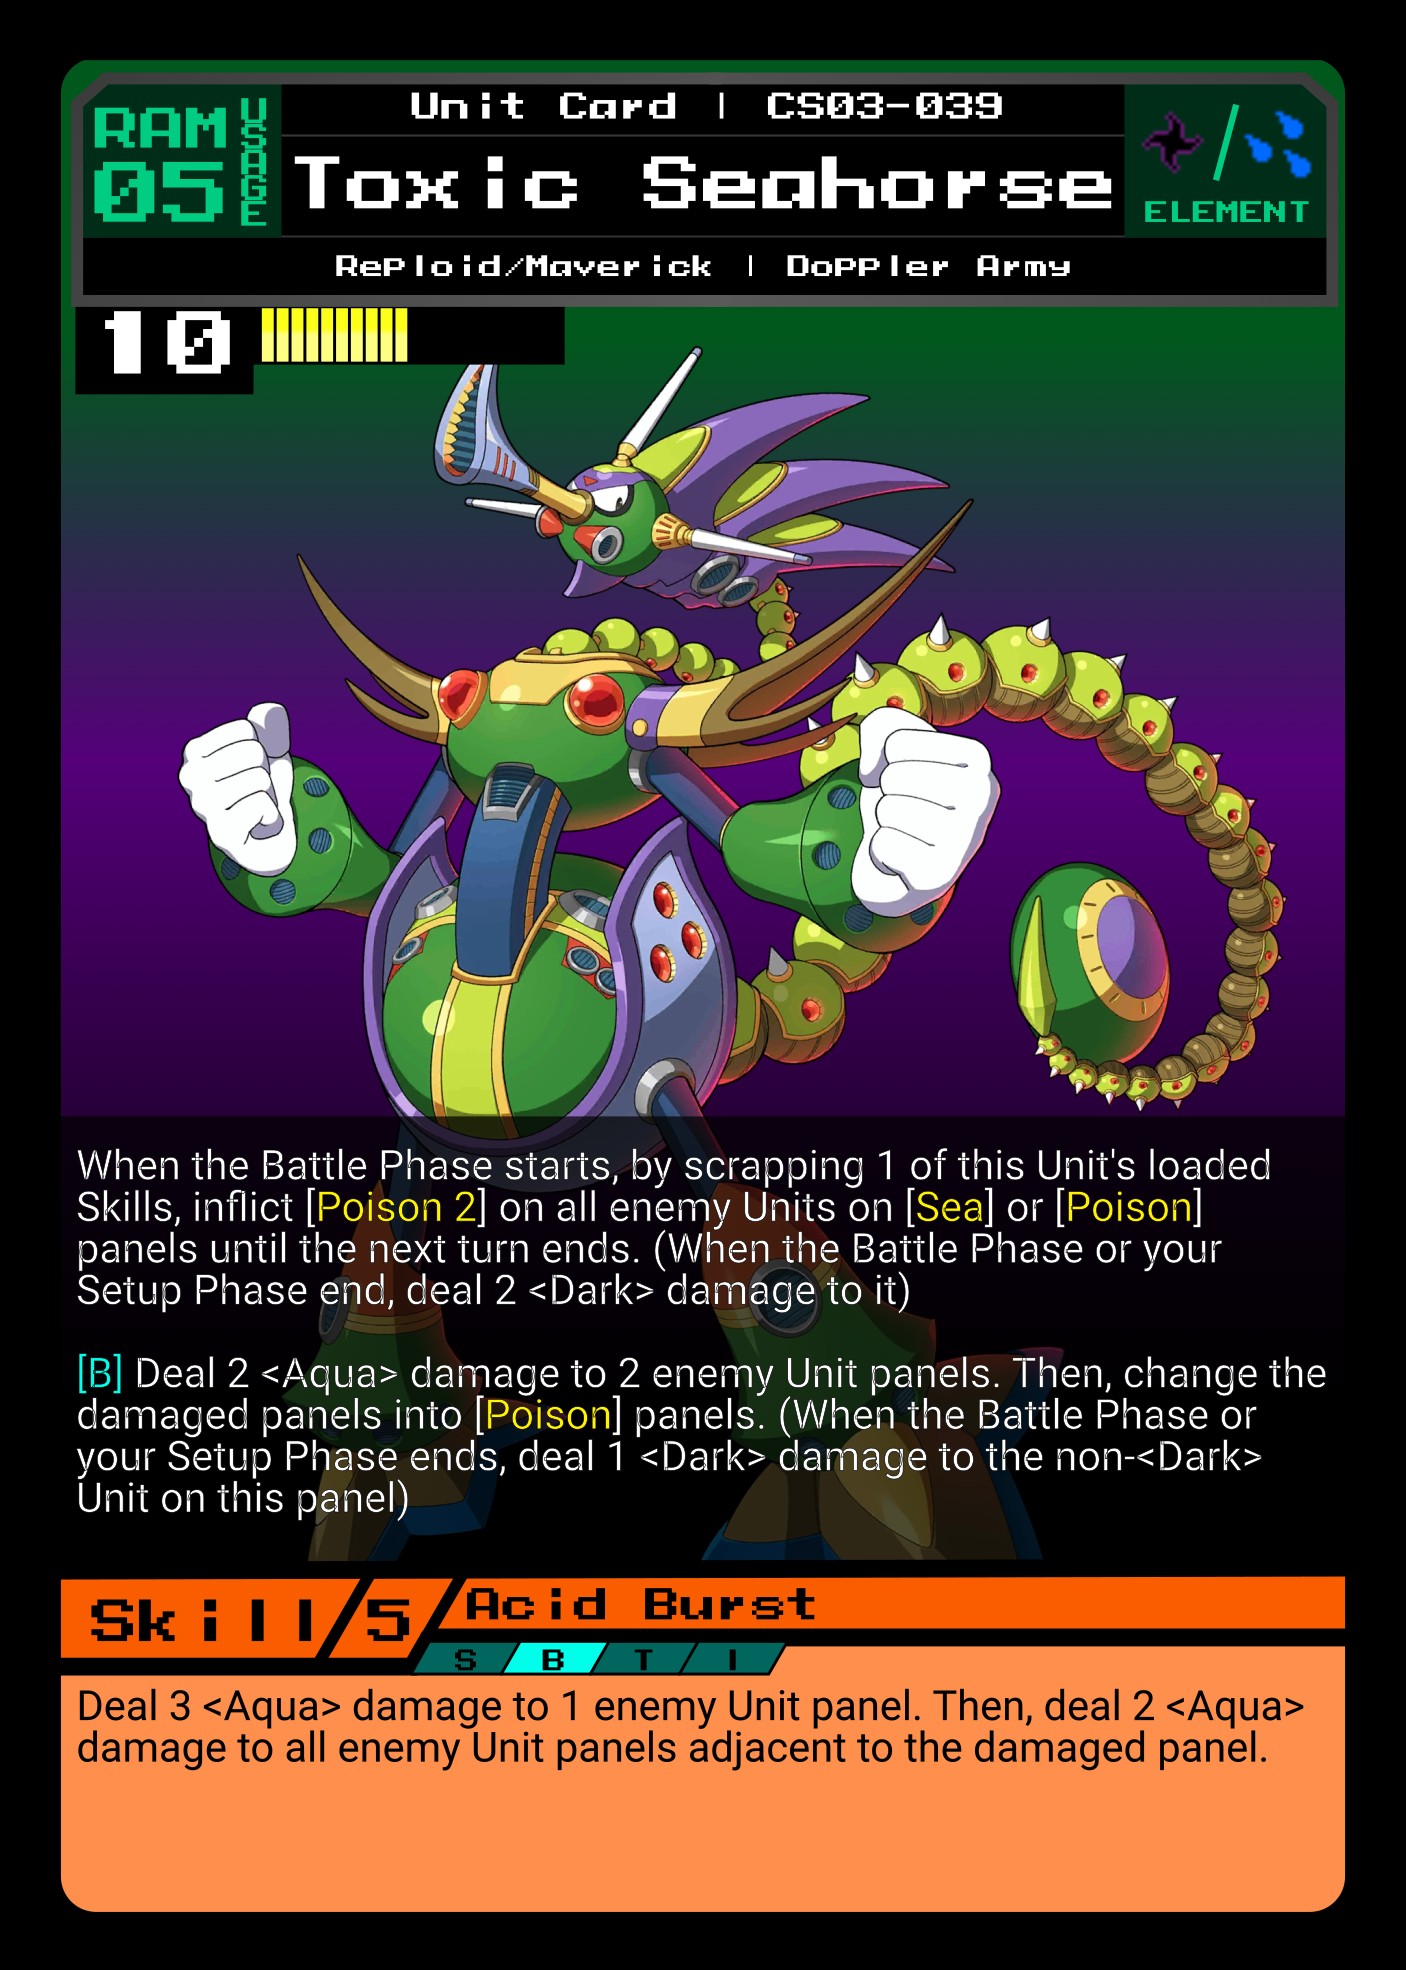 RAM
05
USAGE
Unit Card | CS03-039
Toxic Seahorse
ELEMENT
Reploid/Maverick | Doppler Army
10
When the Battle Phase starts, by scrapping 1 of this Unit's loaded
Skills, inflict [Poison 2] on all enemy Units on [Sea] or [Poison]
panels until the next turn ends. (When the Battle Phase or your
Setup Phase end, deal 2 <Dark> damage to it)
[B] Deal 2 <Aqua> damage to 2 enemy Unit panels. Then, change the
damaged panels into [Poison] panels. (When the Battle Phase or
your Setup Phase ends, deal 1 <Dark> damage to the non-<Dark>
Unit on this panel)
Skill/5/Acid Burst
S B T I
Deal 3 <Aqua> damage to 1 enemy Unit panel. Then, deal 2 <Aqua>
damage to all enemy Unit panels adjacent to the damaged panel.